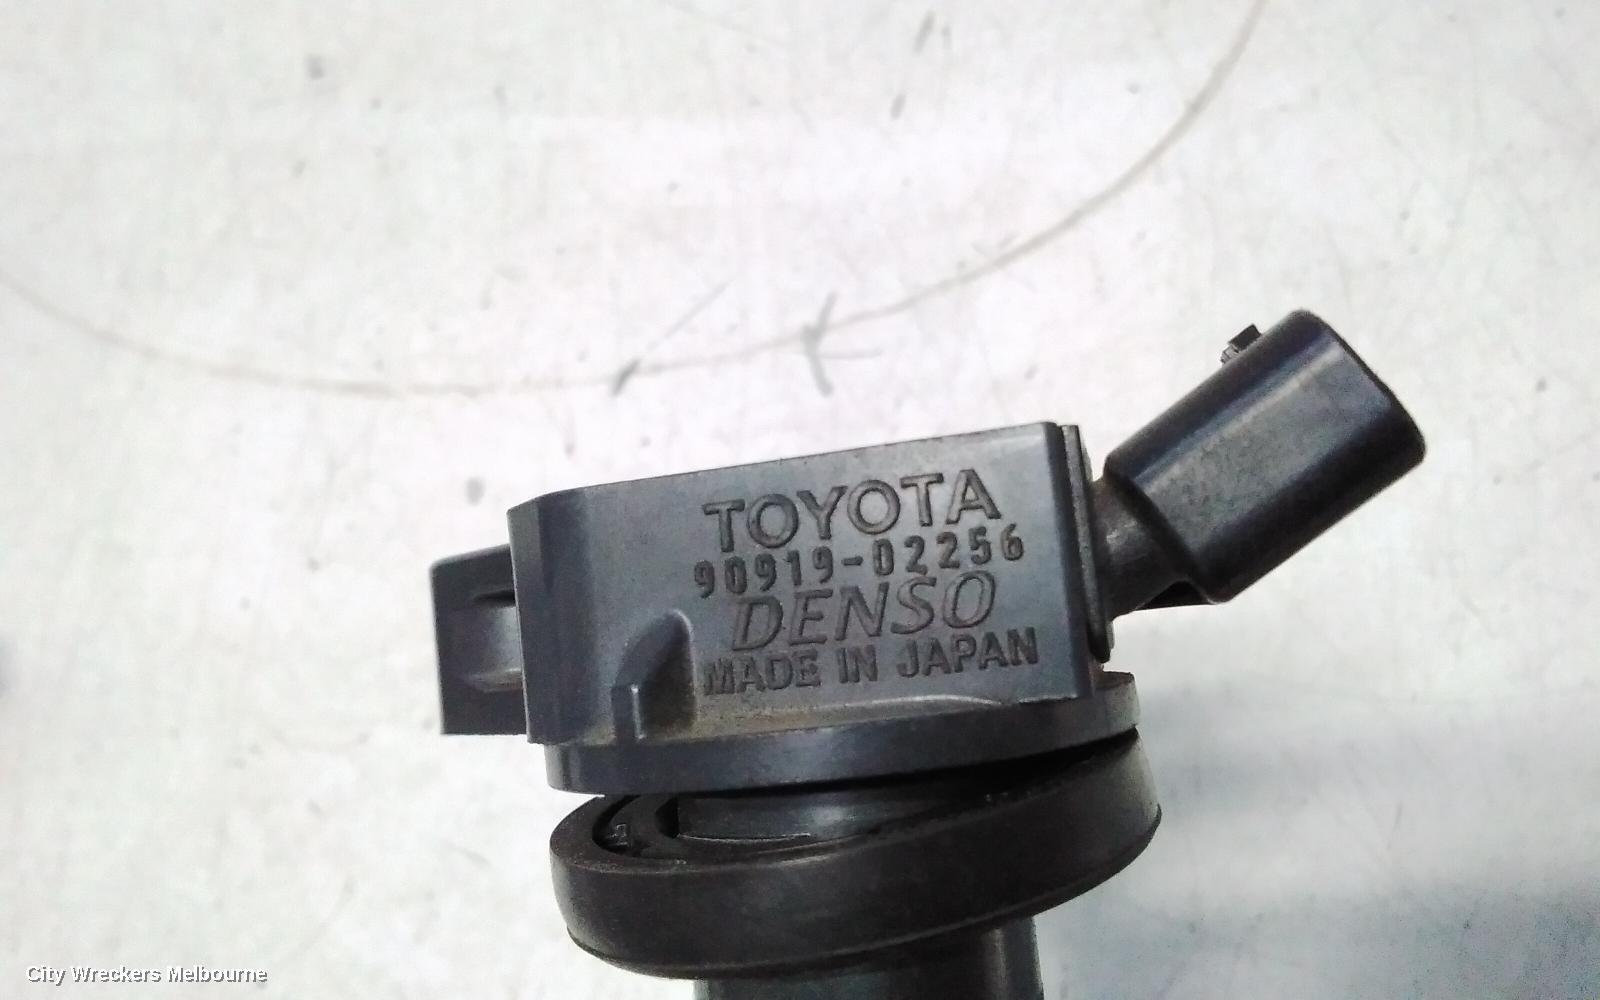 TOYOTA
90919-02256
DENSO
MADE IN JAPAN
City Wreckers Melbourne